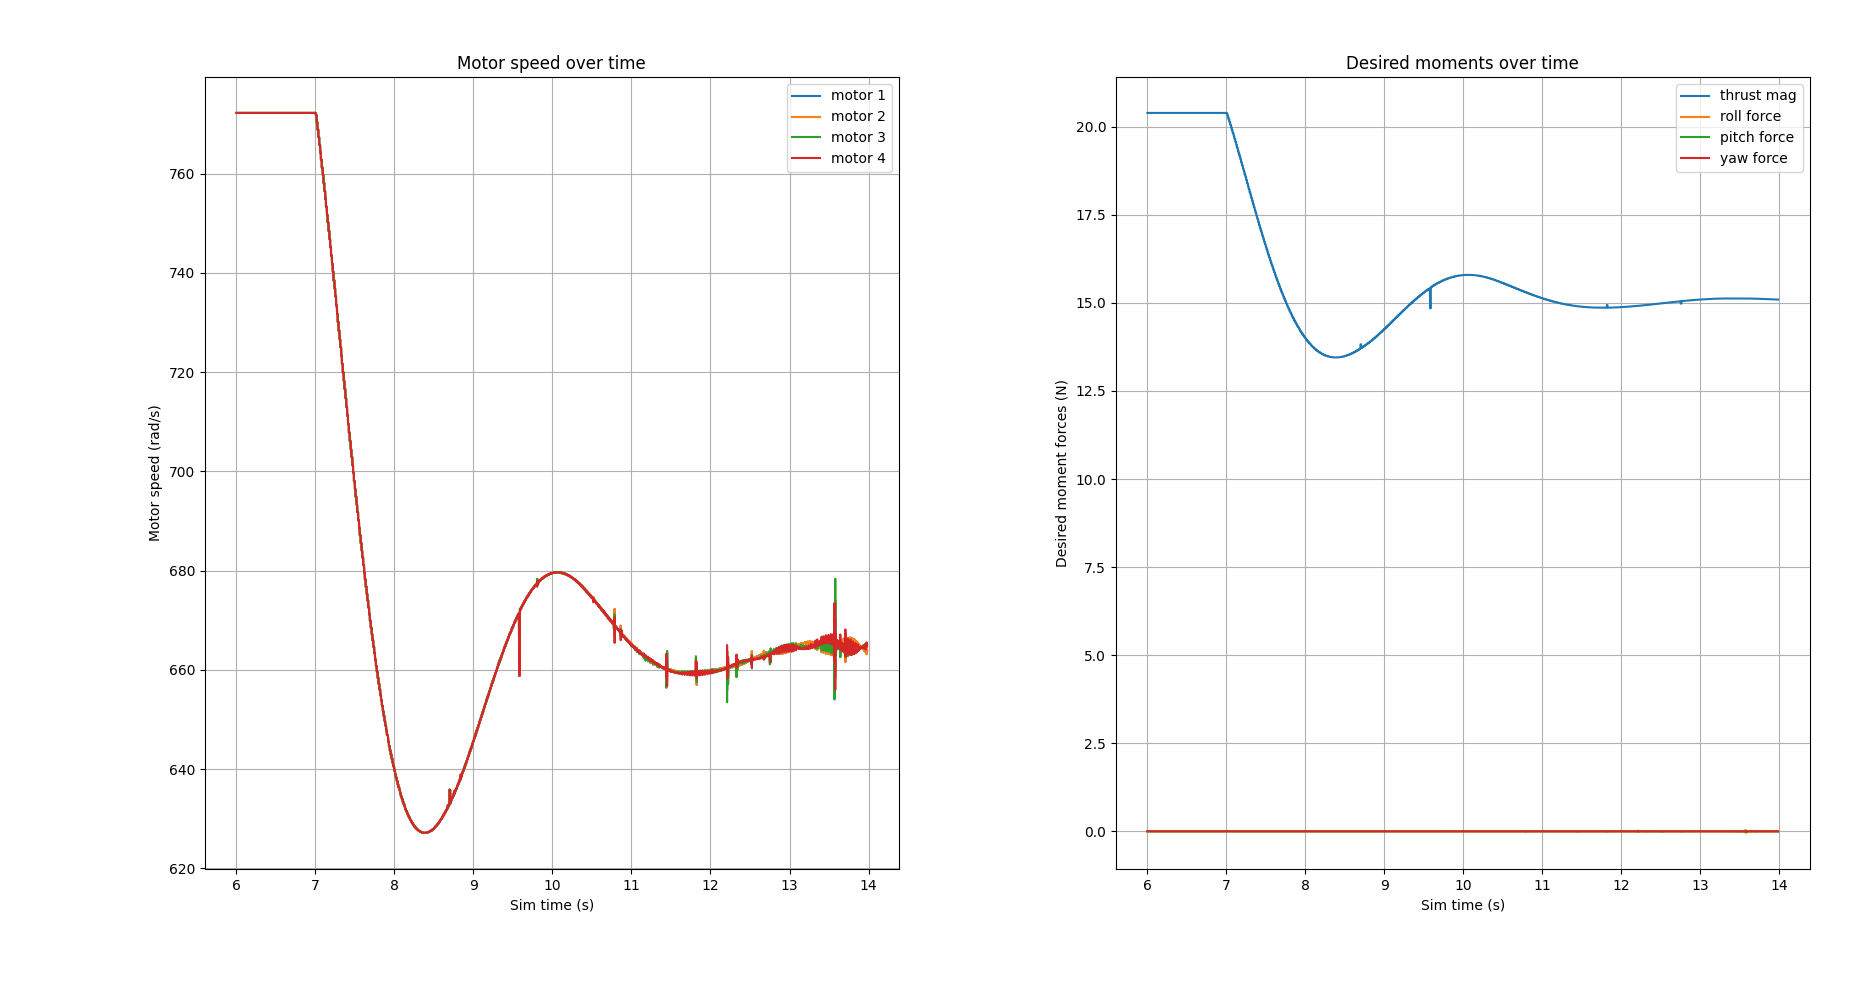 Motor speed over time
motor 1
motor 2
motor 3
motor 4
760
740
720
700
680
660
640
620
Motor speed (rad/s)
6 7 8 9 10 11 12 13 14
Sim time (s)
Desired moments over time
thrust mag
roll force
pitch force
yaw force
20.0
17.5
15.0
12.5
10.0
7.5
5.0
2.5
0.0
Desired moment forces (N)
6 7 8 9 10 11 12 13 14
Sim time (s)